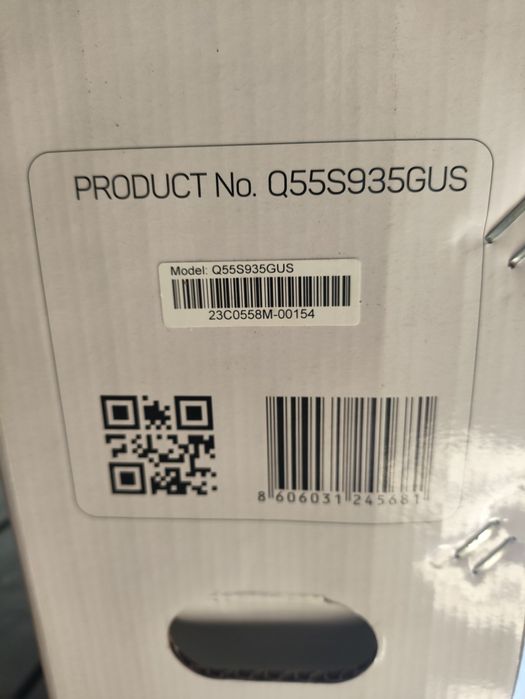 PRODUCT No. Q55S935GUS
Model: Q55S935GUS
23C0558M-00154
8 606031 245681